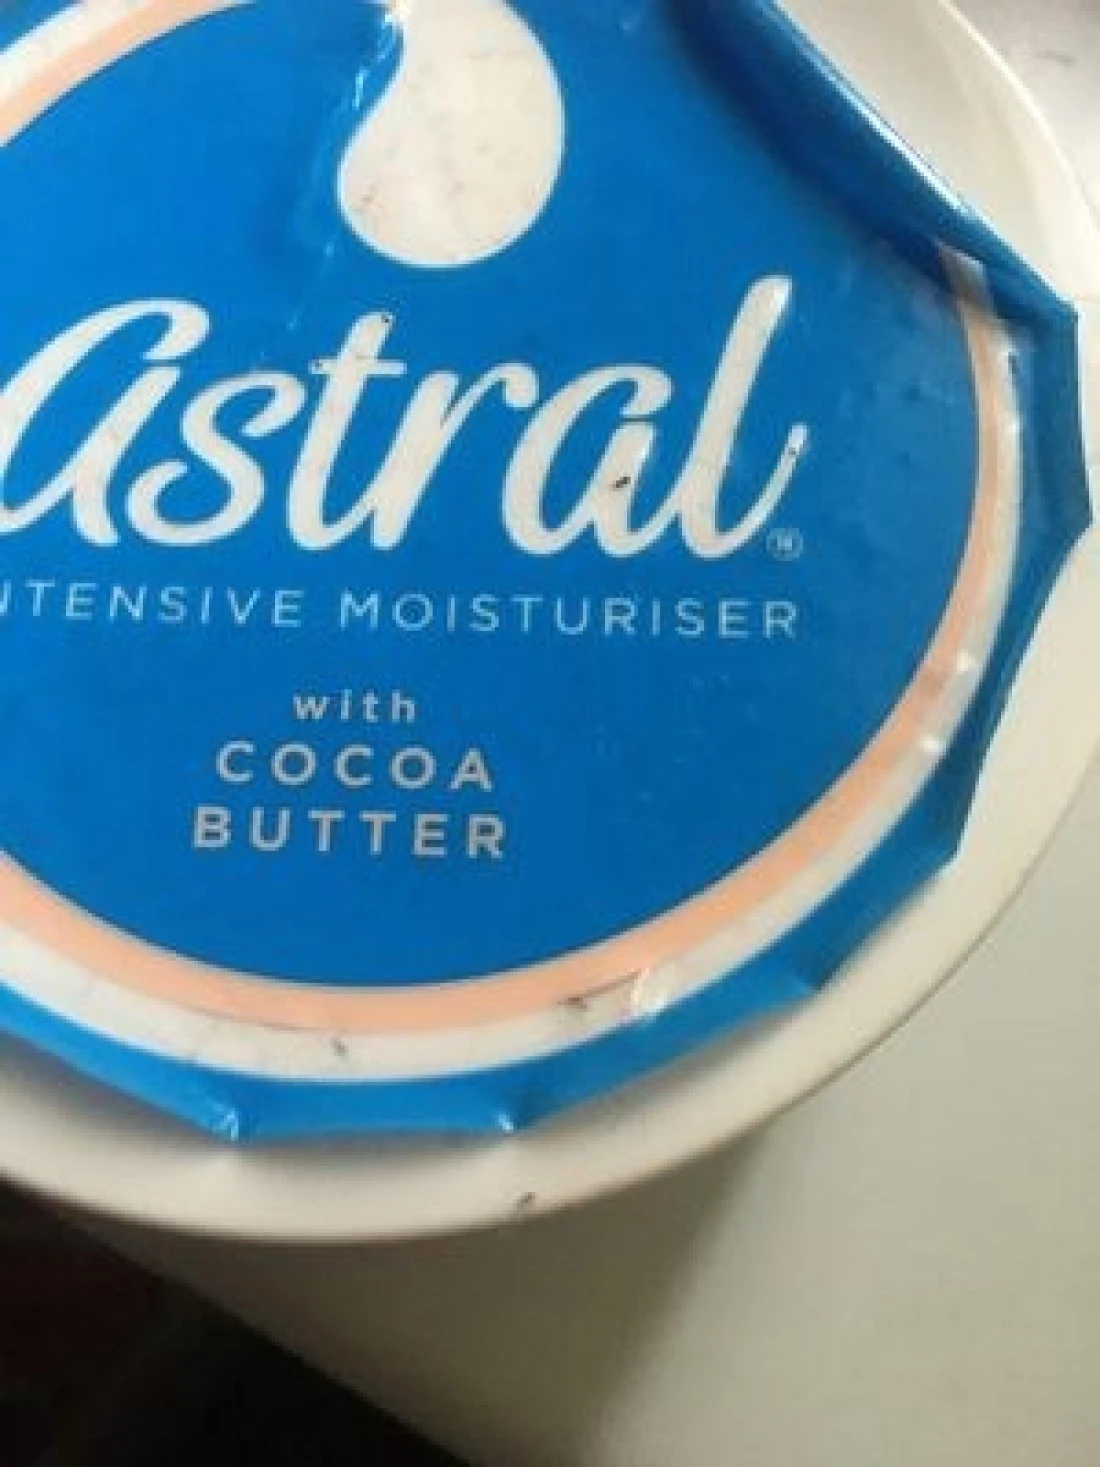 astral®
NTENSIVE MOISTURISER
with
COCOA
BUTTER